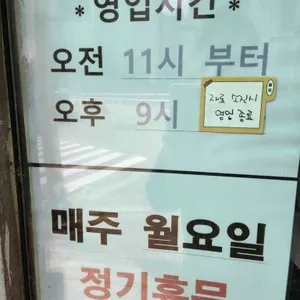 *영업시간*
오전 11시 부터
오후 9시
재료 소진시
영업 종료
매주 월요일
정기휴무